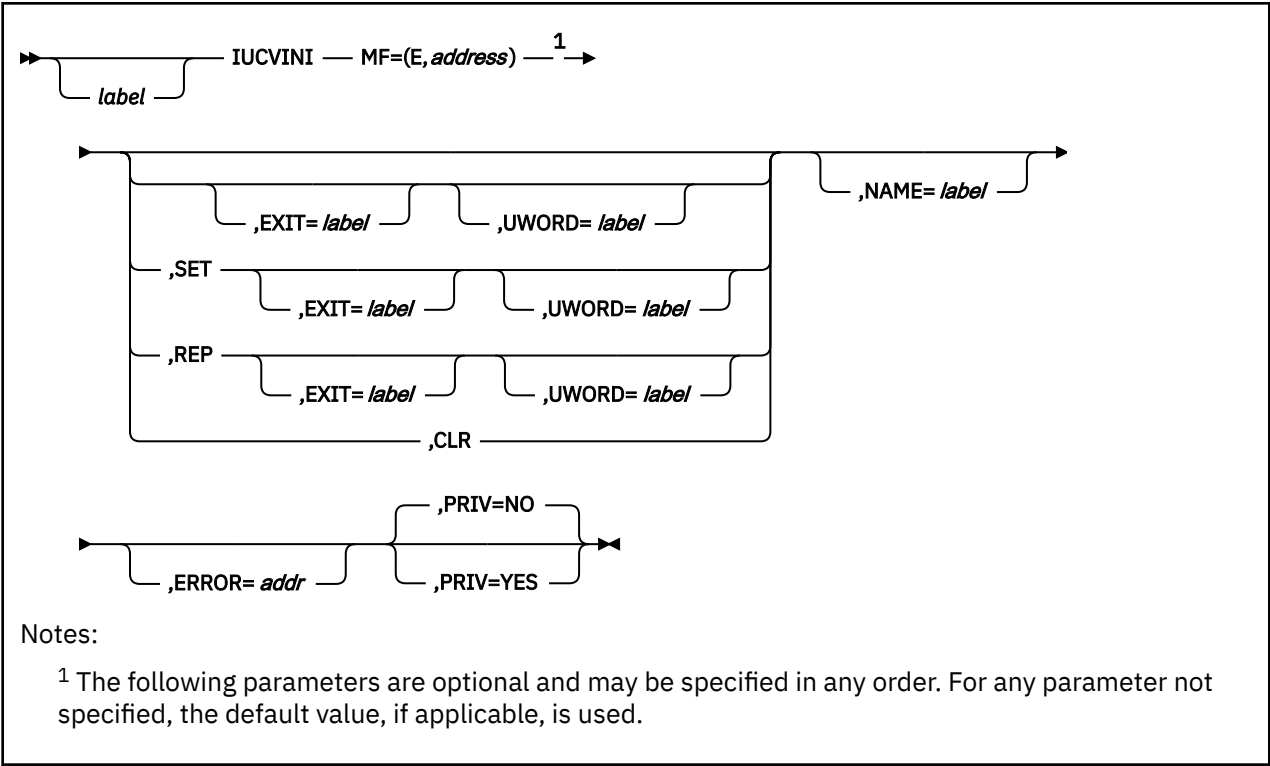 1
IUCVINI MF=(E,address)
label
,NAME=label
,EXIT=label ,UWORD=label
,SET
,EXIT=label ,UWORD=label
,REP
,EXIT=label ,UWORD=label
,CLR
,PRIV=NO
,ERROR=addr ,PRIV=YES
Notes:
1 The following parameters are optional and may be specified in any order. For any parameter not
specified, the default value, if applicable, is used.